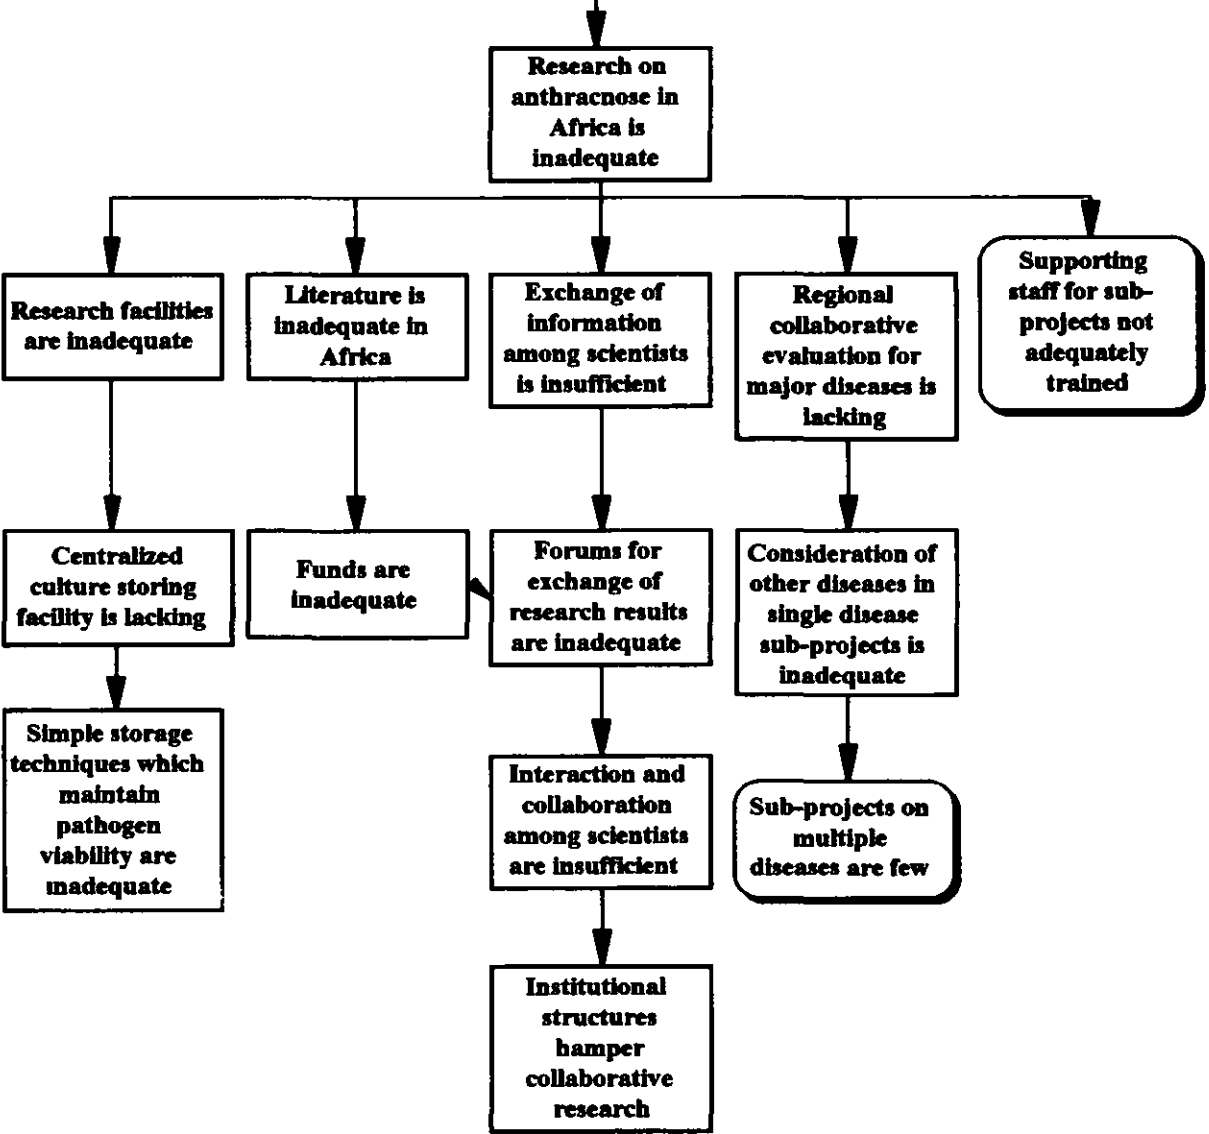 Research on
anthracnose in
Africa is
inadequate
Research facilities
are inadequate
Literature is
inadequate in
Africa
Exchange of
information
among scientists
is insufficient
Regional
collaborative
evaluation for
major diseases is
lacking
Supporting
staff for sub-
projects not
adequately
trained
Centralized
culture storing
facility is lacking
Funds are
inadequate
Forums for
exchange of
research results
are inadequate
Consideration of
other diseases in
single disease
sub-projects is
inadequate
Simple storage
techniques which
maintain
pathogen
viability are
inadequate
Interaction and
collaboration
among scientists
are insufficient
Sub-projects on
multiple
diseases are few
Institutional
structures
hamper
collaborative
research